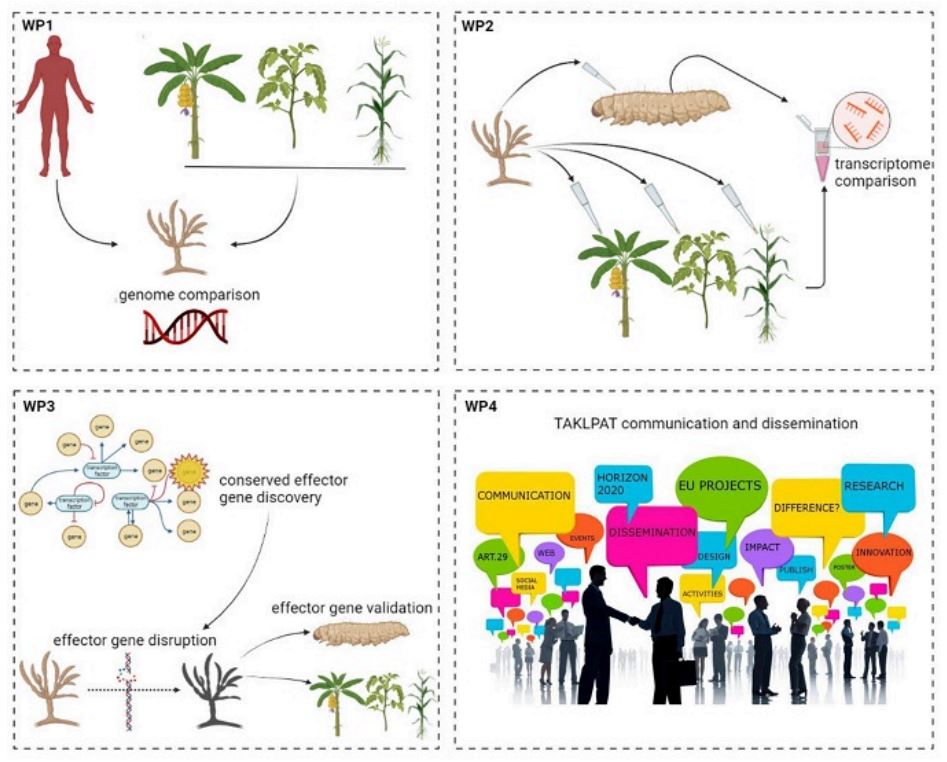 WP1
genome comparison
WP2
transcriptome
comparison
WP3
gene
gene
gene
Transcription
factor
gene
gene
gene
Transcription
factor
Transcription
factor
gene
gene
gene
gene
conserved effector
gene discovery
effector gene validation
effector gene disruption
WP4
TAKLPAT communication and dissemination
COMMUNICATION
HORIZON
2020
EU PROJECTS
RESEARCH
DIFFERENCE?
DISSEMINATION
EVENTS
ART.29
WEB
DESIGN
IMPACT
INNOVATION
PUBLISH
POSTER
SOCIAL
MEDIA
ACTIVITIES